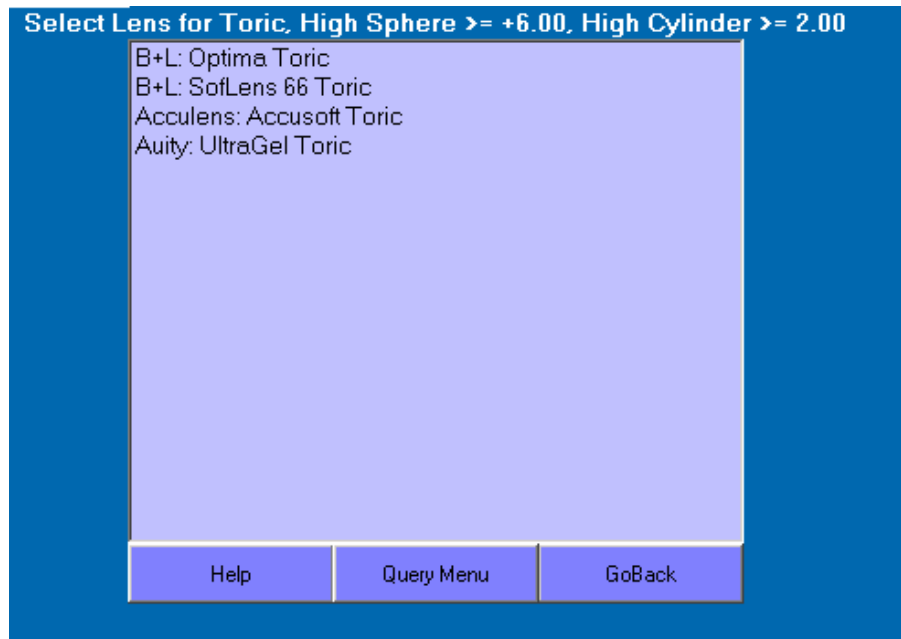 Select Lens for Toric, High Sphere >= +6.00, High Cylinder >= 2.00
B+L: Optima Toric
B+L: SofLens 66 Toric
Acculens: Accusoft Toric
Auity: UltraGel Toric
Help
Query Menu
GoBack